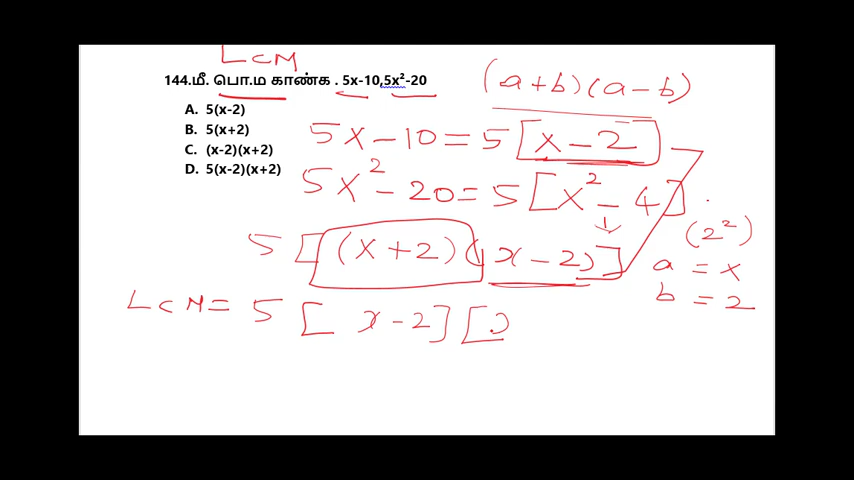 LCM
144.மீ. பொ.ம காண்க . 5x-10,5x²-20
(a+b)(a-b)
A. 5(x-2)
B. 5(x+2)
C. (x-2)(x+2)
D. 5(x-2)(x+2)
5x-10=5[x-2]
5x²-20=5[x²-4]
(2²)
5[(x+2)(x-2)]
a=x
b=2
LCM=5[x-2][